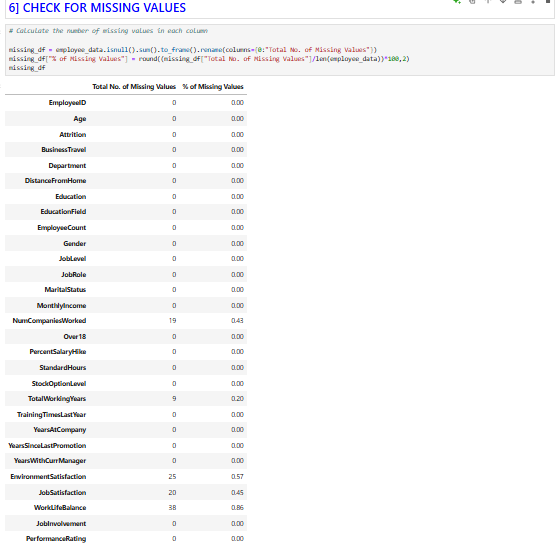 6] CHECK FOR MISSING VALUES
# Calculate the number of missing values in each column
missing_df = employee_data.isnull().sum().to_frame().rename(columns={0:"Total No. of Missing Values"})
missing_df["% of Missing Values"] = round((missing_df["Total No. of Missing Values"]/len(employee_data))*100,2)
missing_df
Total No. of Missing Values % of Missing Values
EmployeeID 0 0.00
Age 0 0.00
Attrition 0 0.00
BusinessTravel 0 0.00
Department 0 0.00
DistanceFromHome 0 0.00
Education 0 0.00
EducationField 0 0.00
EmployeeCount 0 0.00
Gender 0 0.00
JobLevel 0 0.00
JobRole 0 0.00
MaritalStatus 0 0.00
MonthlyIncome 0 0.00
NumCompaniesWorked 19 0.43
Over18 0 0.00
PercentSalaryHike 0 0.00
StandardHours 0 0.00
StockOptionLevel 0 0.00
TotalWorkingYears 9 0.20
TrainingTimesLastYear 0 0.00
YearsAtCompany 0 0.00
YearsSinceLastPromotion 0 0.00
YearsWithCurrManager 0 0.00
EnvironmentSatisfaction 25 0.57
JobSatisfaction 20 0.45
WorkLifeBalance 38 0.86
JobInvolvement 0 0.00
PerformanceRating 0 0.00